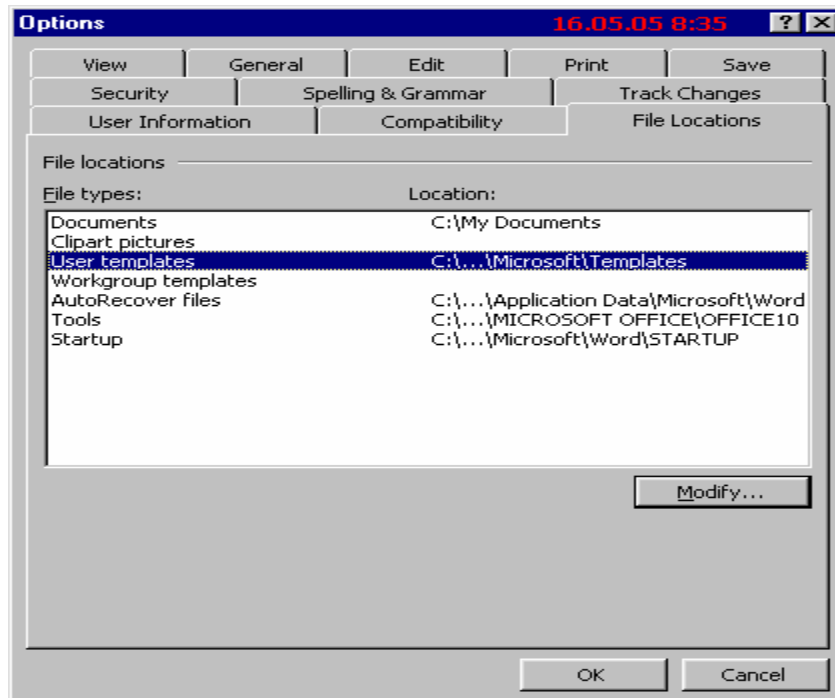 Options 16.05.05 8:35
View General Edit Print Save
Security Spelling & Grammar Track Changes
User Information Compatibility File Locations
File locations
File types: Location:
Documents C:\My Documents
Clipart pictures
User templates C:\...\Microsoft\Templates
Workgroup templates
AutoRecover files C:\...\Application Data\Microsoft\Word
Tools C:\...\MICROSOFT OFFICE\OFFICE10
Startup C:\...\Microsoft\Word\STARTUP
Modify...
OK Cancel